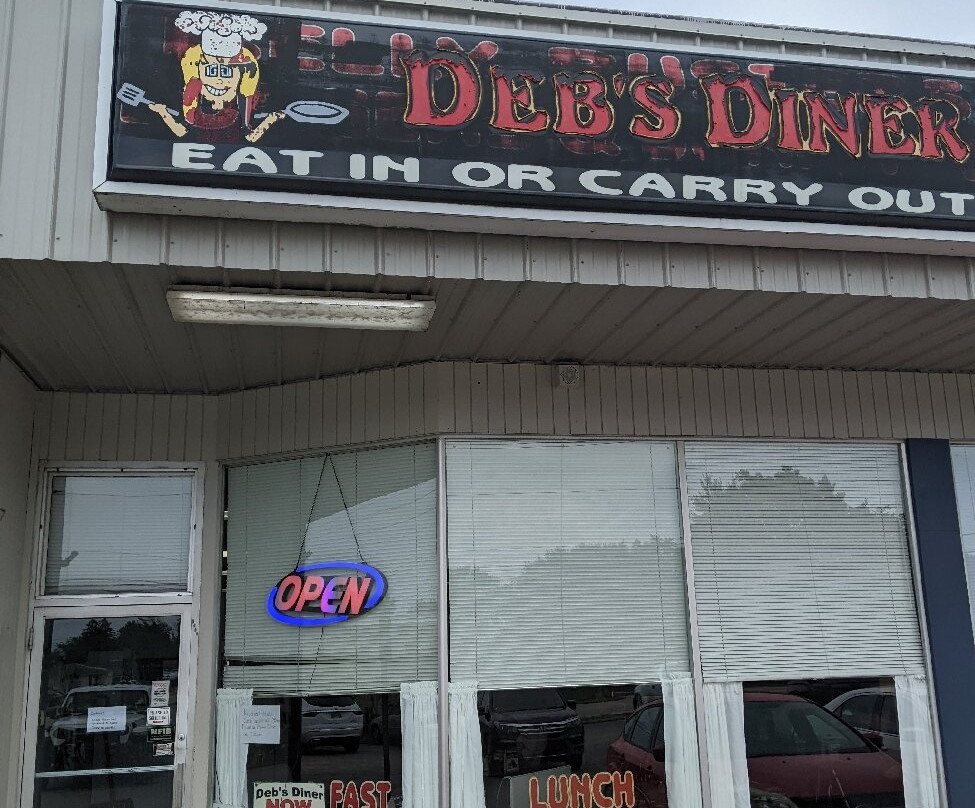 DEB'S DINER
EAT IN OR CARRY OUT
OPEN
Deb's Diner
NOW
FAST
LUNCH